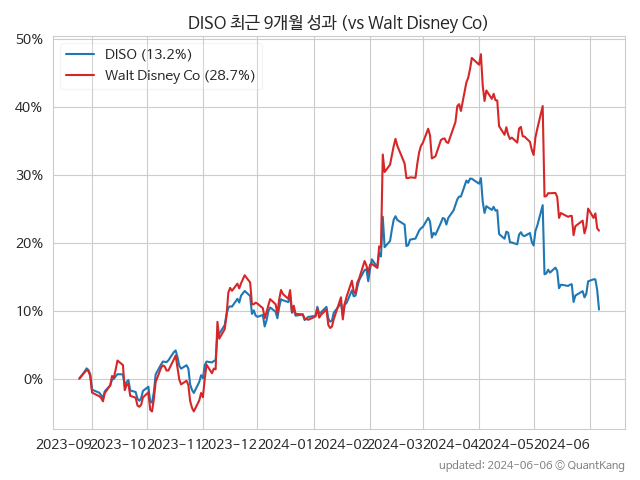 DISO 최근 9개월 성과 (vs Walt Disney Co)
DISO (13.2%)
Walt Disney Co (28.7%)
50%
40%
30%
20%
10%
0%
2023-09 2023-10 2023-11 2023-12 2024-01 2024-02 2024-03 2024-04 2024-05 2024-06
updated: 2024-06-06 © QuantKang